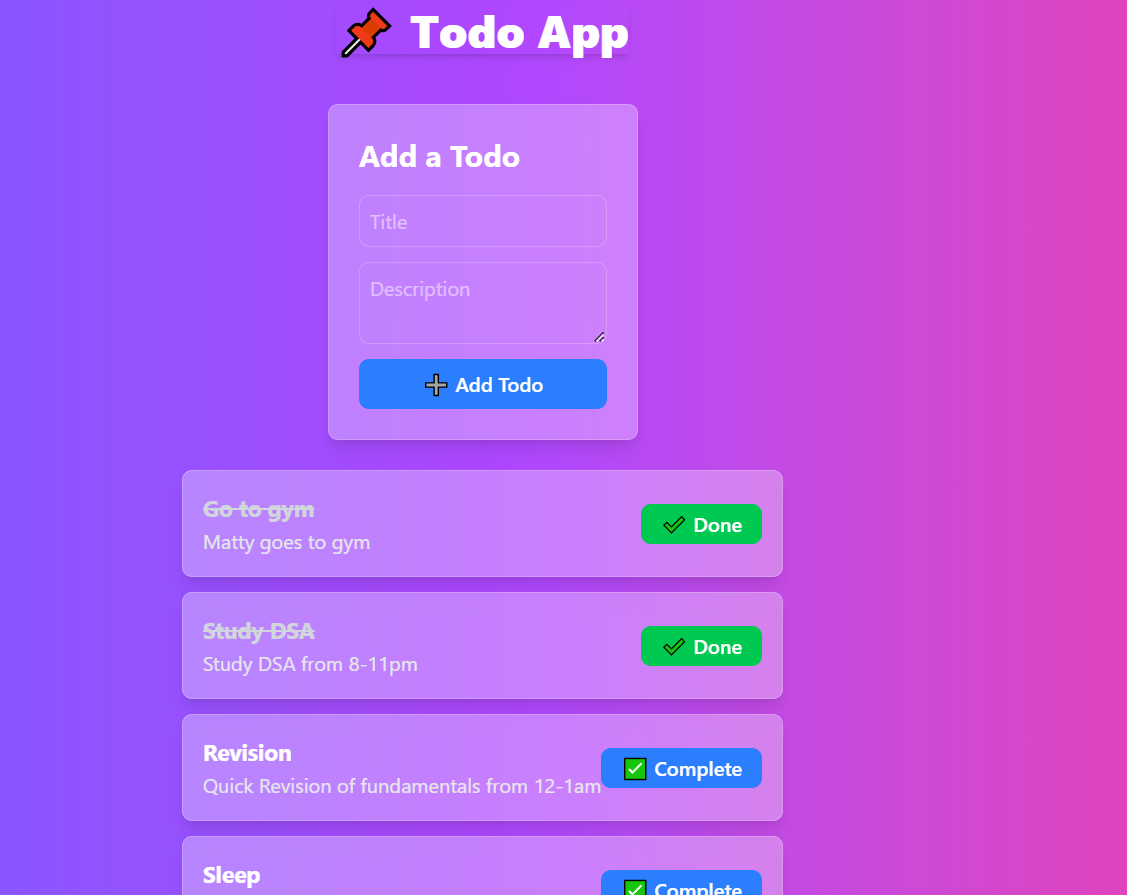 📌 Todo App
Add a Todo
Title
Description
➕ Add Todo
Go to gym
Matty goes to gym
✔ Done
Study DSA
Study DSA from 8-11pm
✔ Done
Revision
Quick Revision of fundamentals from 12-1am
✅ Complete
Sleep
✅ Complete